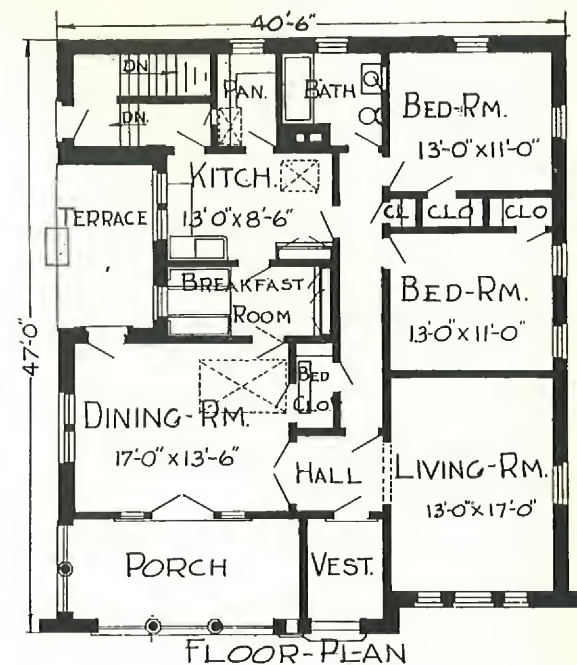 40'-6"
47'-0"
DN.
DN.
PAN.
BATH
BED-RM.
13'-0"x11'-0"
KITCH.
13'0"x8'-6"
TERRACE
CL
CLO
CLO
BREAKFAST
ROOM
BED-RM.
13'-0"x11'-0"
BED
CLO.
DINING-RM.
17'-0"x13'-6"
HALL
LIVING-RM.
13'-0"x17'-0"
PORCH
VEST.
FLOOR-PLAN